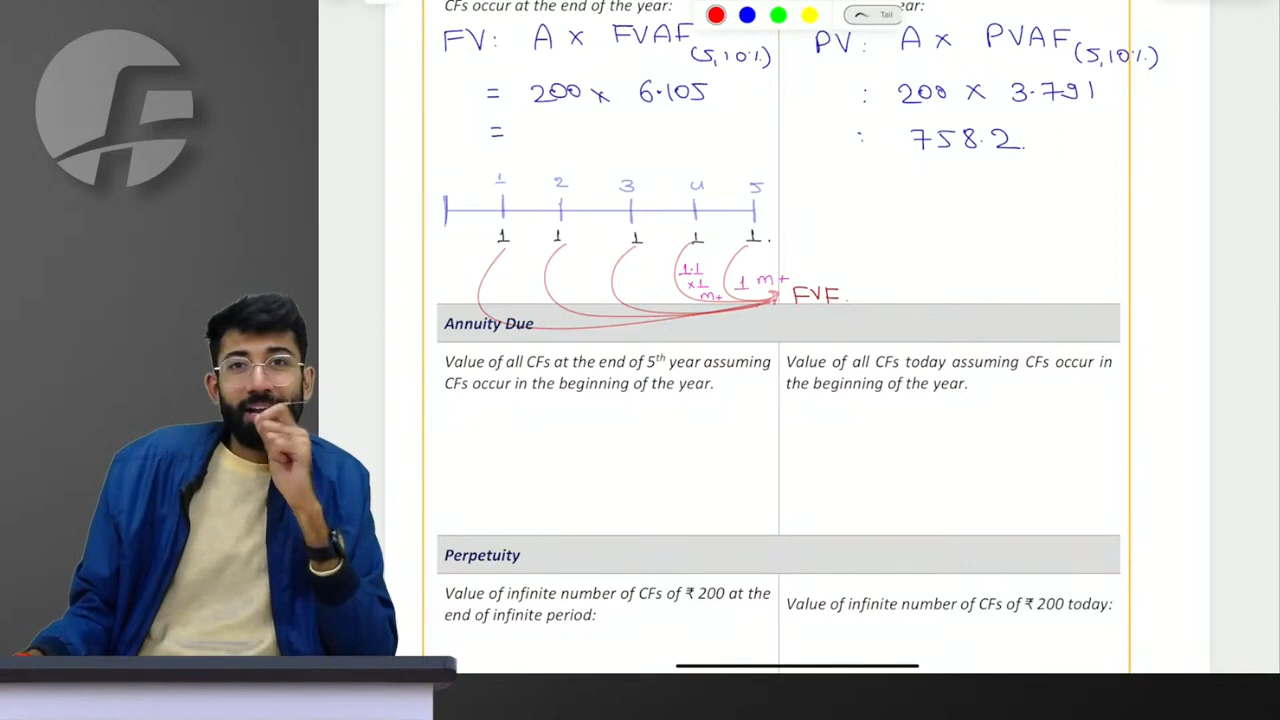 CFs occur at the end of the year:
ear:
Tail
FV: A x FVAF(5,10%)
= 200 x 6.105
=
PV: A x PVAF(5,10%)
: 200 x 3.791
: 758.2.
1 2 3 4 5
1 1 1 1 1.
1.1
x1
m+
1 m+
FVF.
Annuity Due
Value of all CFs at the end of 5th year assuming
CFs occur in the beginning of the year.
Value of all CFs today assuming CFs occur in
the beginning of the year.
Perpetuity
Value of infinite number of CFs of ₹ 200 at the
end of infinite period:
Value of infinite number of CFs of ₹ 200 today: